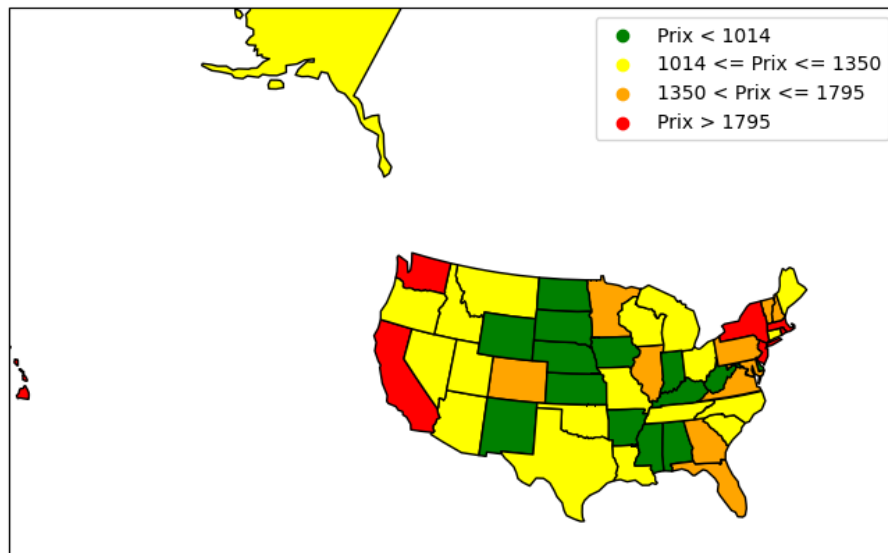 Prix < 1014
1014 <= Prix <= 1350
1350 < Prix <= 1795
Prix > 1795